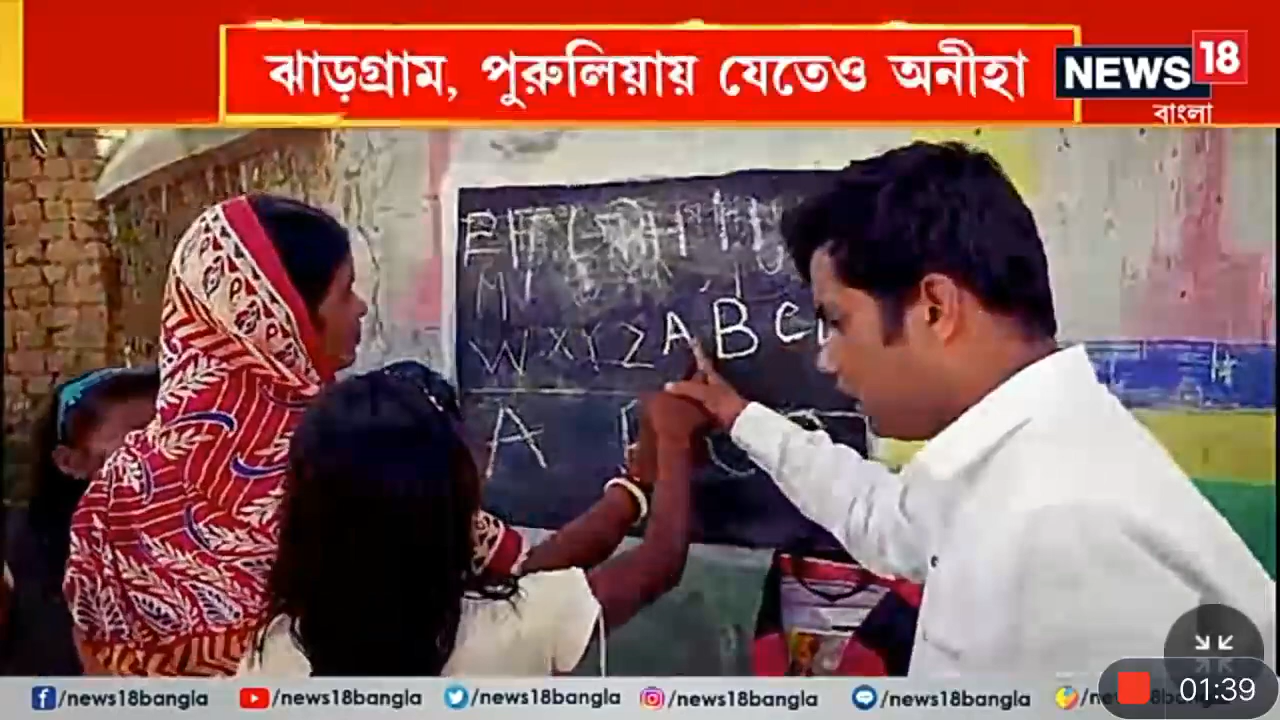 ঝাড়গ্রাম, পুরুলিয়ায় যেতেও অনীহা
NEWS 18
বাংলা
W X Y Z A B C
A
/news18bangla /news18bangla /news18bangla /news18bangla /news18bangla
01:39